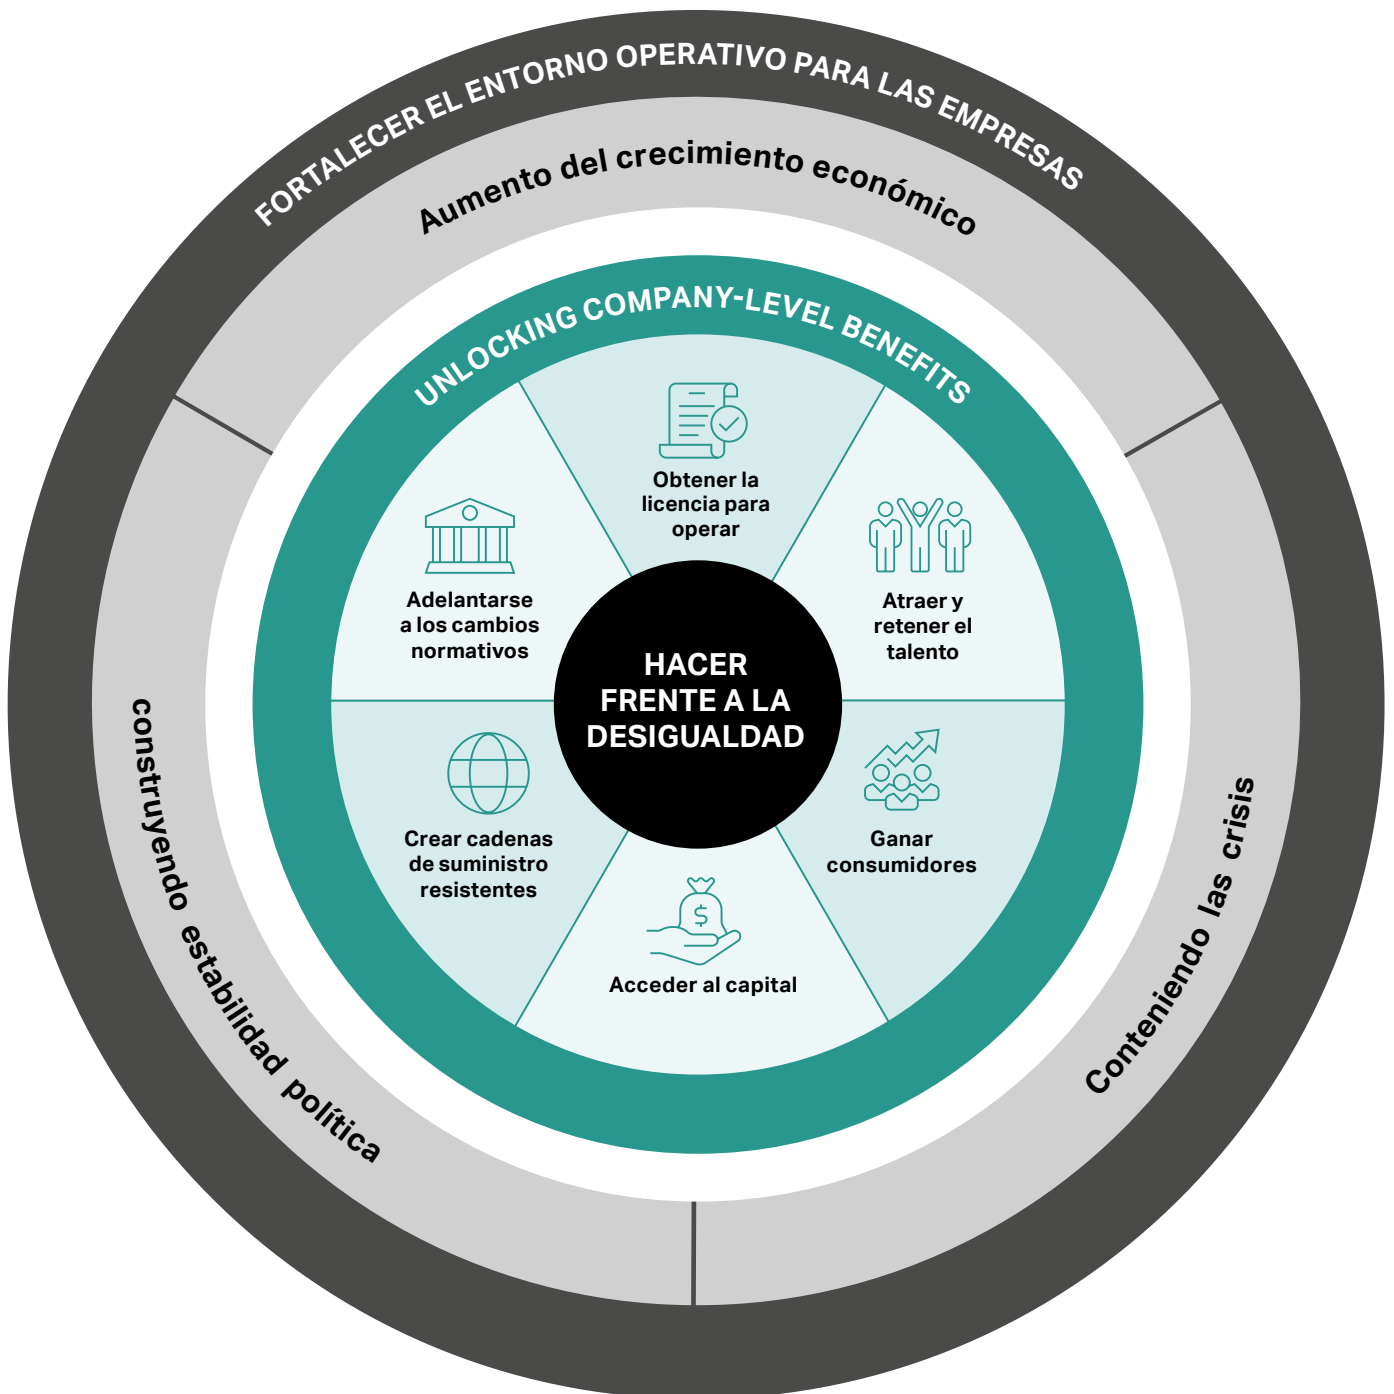 FORTALECER EL ENTORNO OPERATIVO PARA LAS EMPRESAS
Aumento del crecimiento económico
UNLOCKING COMPANY-LEVEL BENEFITS
Obtener la
licencia para
operar
Adelantarse
a los cambios
normativos
Atraer y
retener el
talento
HACER
FRENTE A LA
DESIGUALDAD
Crear cadenas
de suministro
resistentes
Ganar
consumidores
$
Acceder al capital
construyendo estabilidad política
Conteniendo las crisis